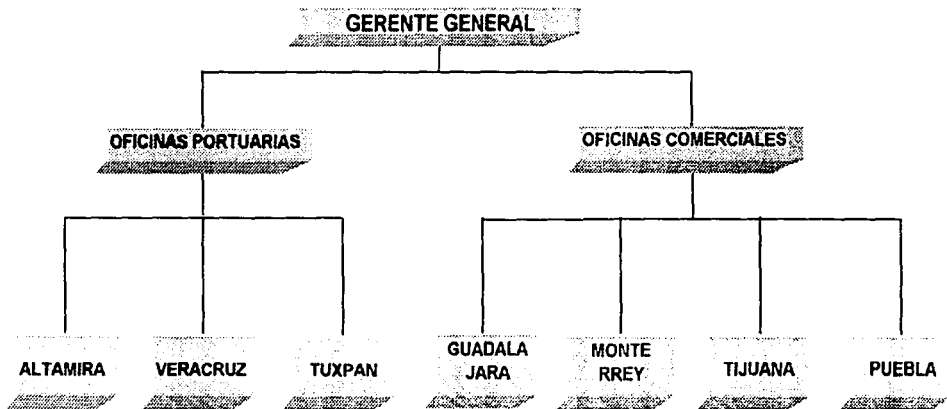 GERENTE GENERAL
OFICINAS PORTUARIAS
OFICINAS COMERCIALES
ALTAMIRA
VERACRUZ
TUXPAN
GUADALA
JARA
MONTE
RREY
TIJUANA
PUEBLA